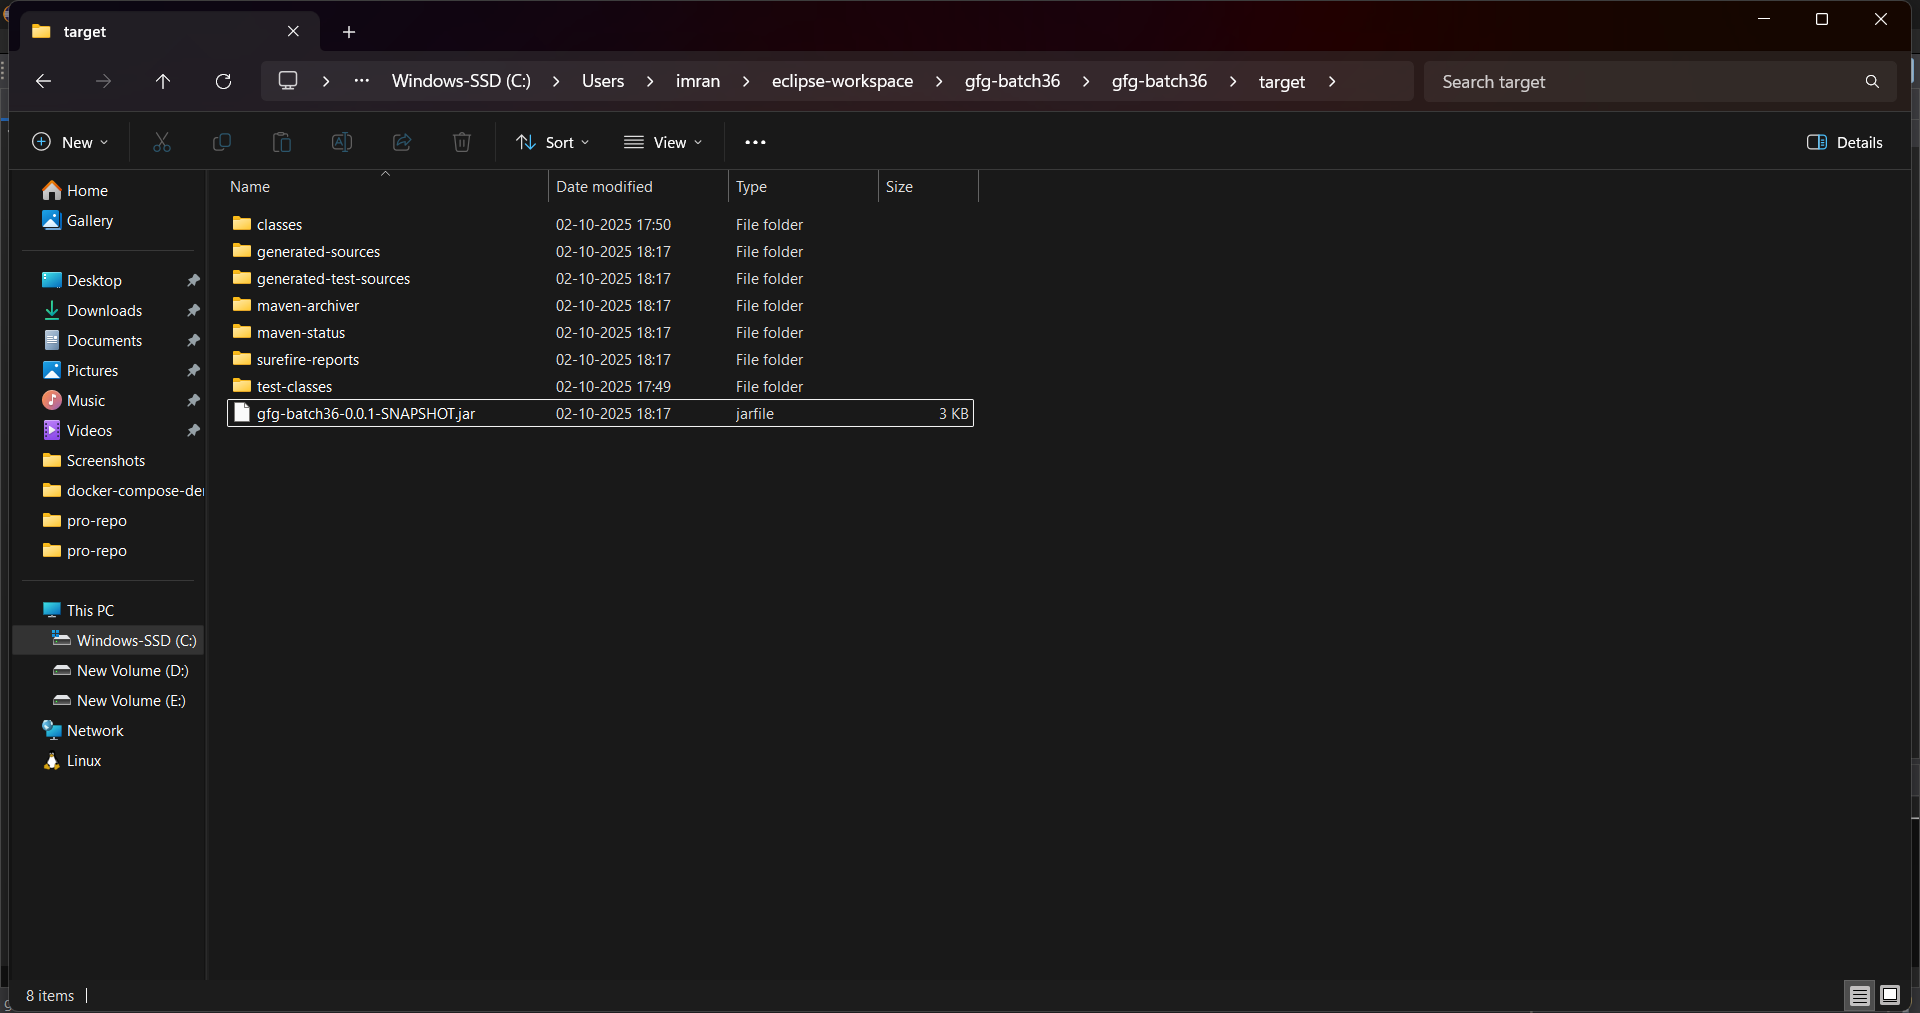 target
Windows-SSD (C:) Users imran eclipse-workspace gfg-batch36 gfg-batch36 target Search target
New Sort View Details
Name Date modified Type Size
Home
Gallery
Desktop
Downloads
Documents
Pictures
Music
Videos
Screenshots
docker-compose-de
pro-repo
pro-repo
This PC
Windows-SSD (C:)
New Volume (D:)
New Volume (E:)
Network
Linux
classes 02-10-2025 17:50 File folder
generated-sources 02-10-2025 18:17 File folder
generated-test-sources 02-10-2025 18:17 File folder
maven-archiver 02-10-2025 18:17 File folder
maven-status 02-10-2025 18:17 File folder
surefire-reports 02-10-2025 18:17 File folder
test-classes 02-10-2025 17:49 File folder
gfg-batch36-0.0.1-SNAPSHOT.jar 02-10-2025 18:17 jarfile 3 KB
8 items